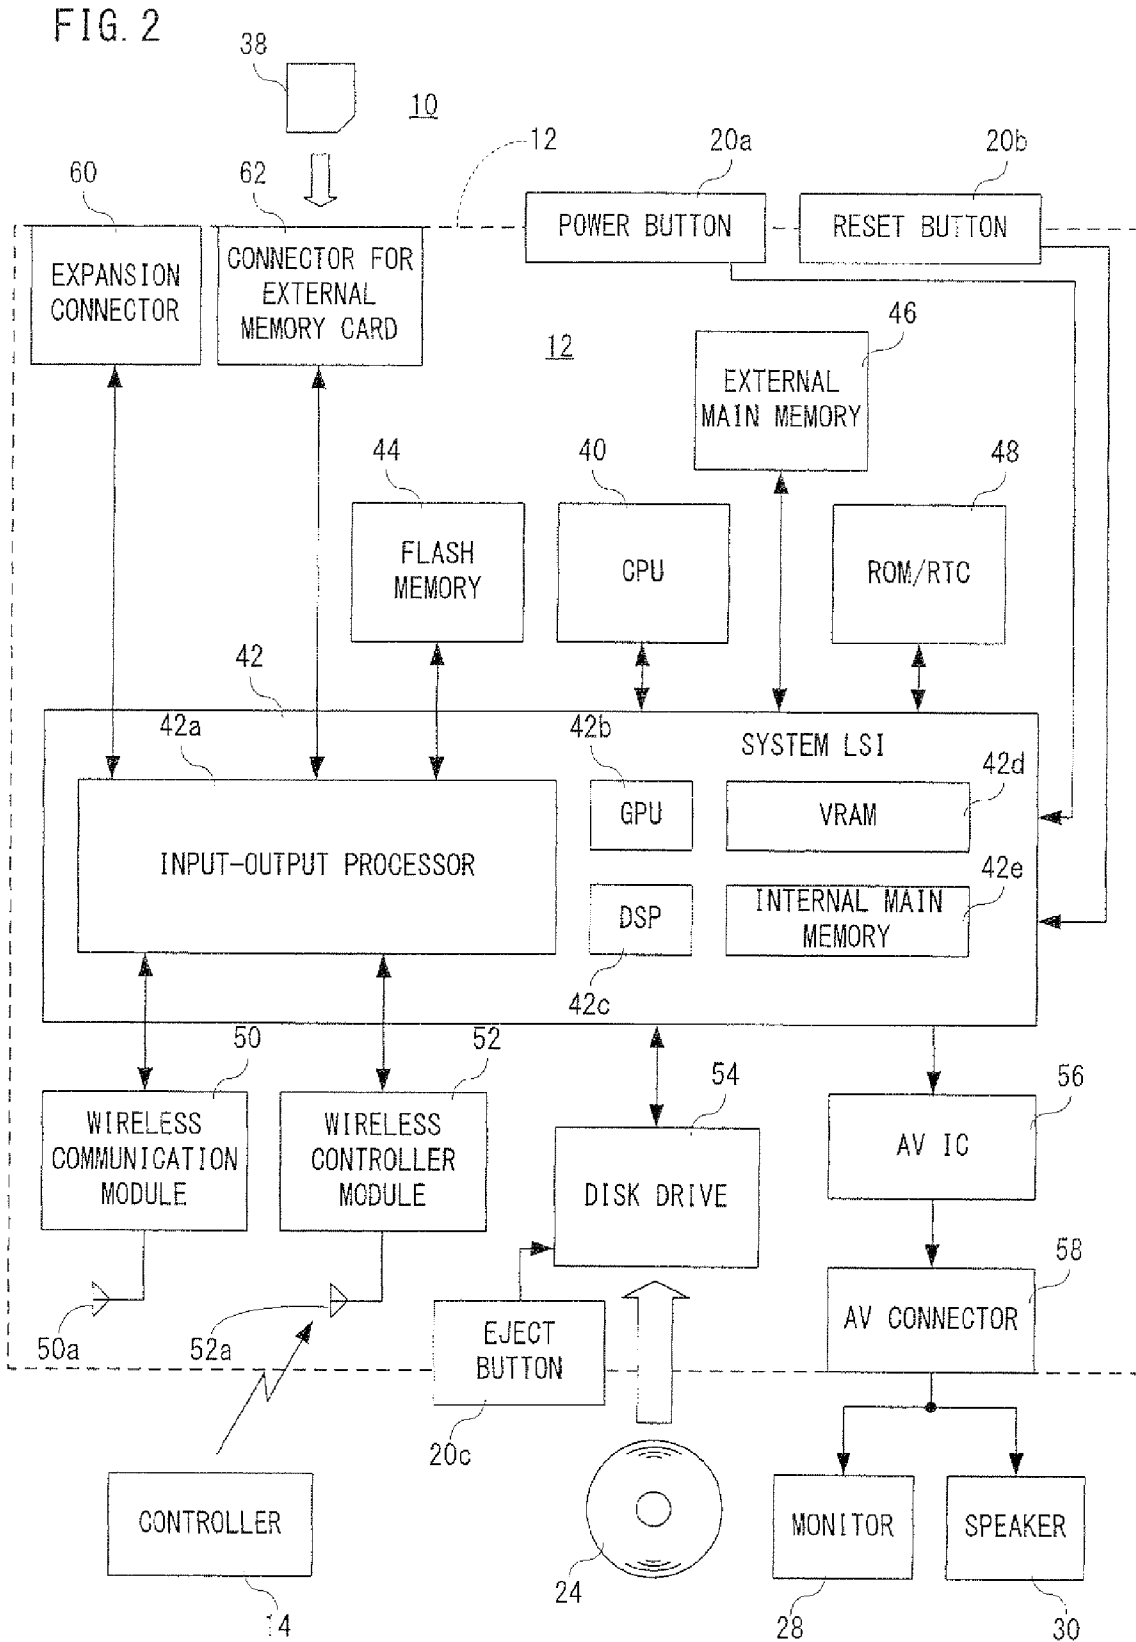 FIG. 2
38
10
12
20a
20b
60
62
POWER BUTTON
RESET BUTTON
EXPANSION
CONNECTOR
CONNECTOR FOR
EXTERNAL
MEMORY CARD
12
46
EXTERNAL
MAIN MEMORY
44
40
48
FLASH
MEMORY
CPU
ROM/RTC
42
42a
42b
SYSTEM LSI
42d
GPU
VRAM
INPUT-OUTPUT PROCESSOR
42e
DSP
INTERNAL MAIN
MEMORY
42c
50
52
54
56
WIRELESS
COMMUNICATION
MODULE
WIRELESS
CONTROLLER
MODULE
DISK DRIVE
AV IC
58
50a
52a
EJECT
BUTTON
AV CONNECTOR
20c
CONTROLLER
MONITOR
SPEAKER
14
24
28
30